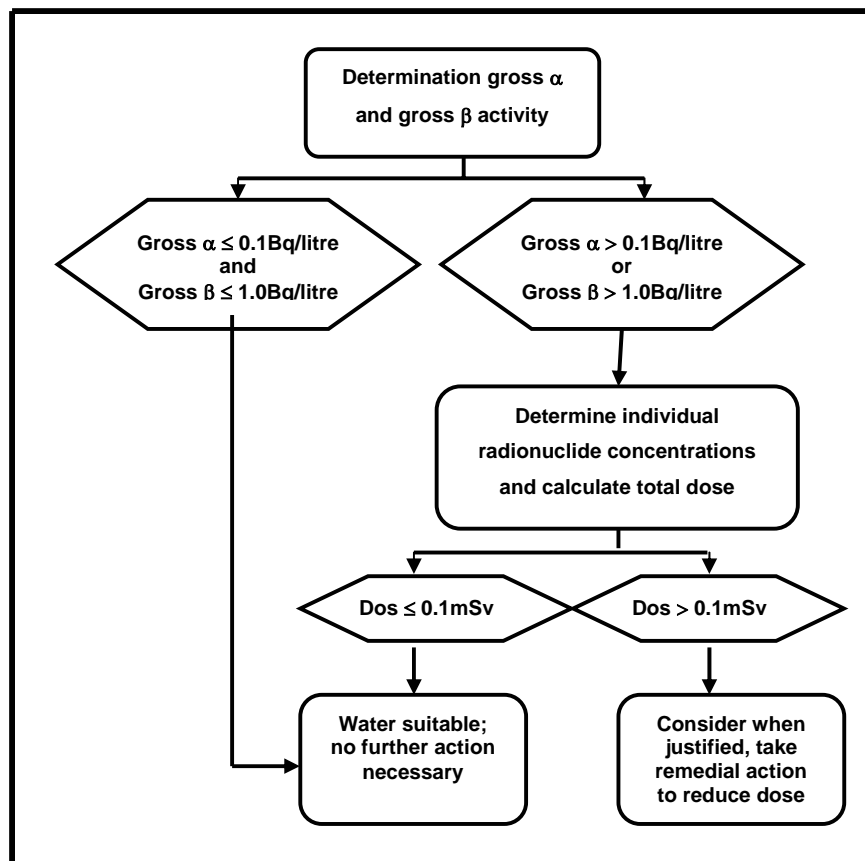 Determination gross α
and gross β activity
Gross α ≤ 0.1Bq/litre
and
Gross β ≤ 1.0Bq/litre
Gross α > 0.1Bq/litre
or
Gross β > 1.0Bq/litre
Determine individual
radionuclide concentrations
and calculate total dose
Dos ≤ 0.1mSv
Dos > 0.1mSv
Water suitable;
no further action
necessary
Consider when
justified, take
remedial action
to reduce dose